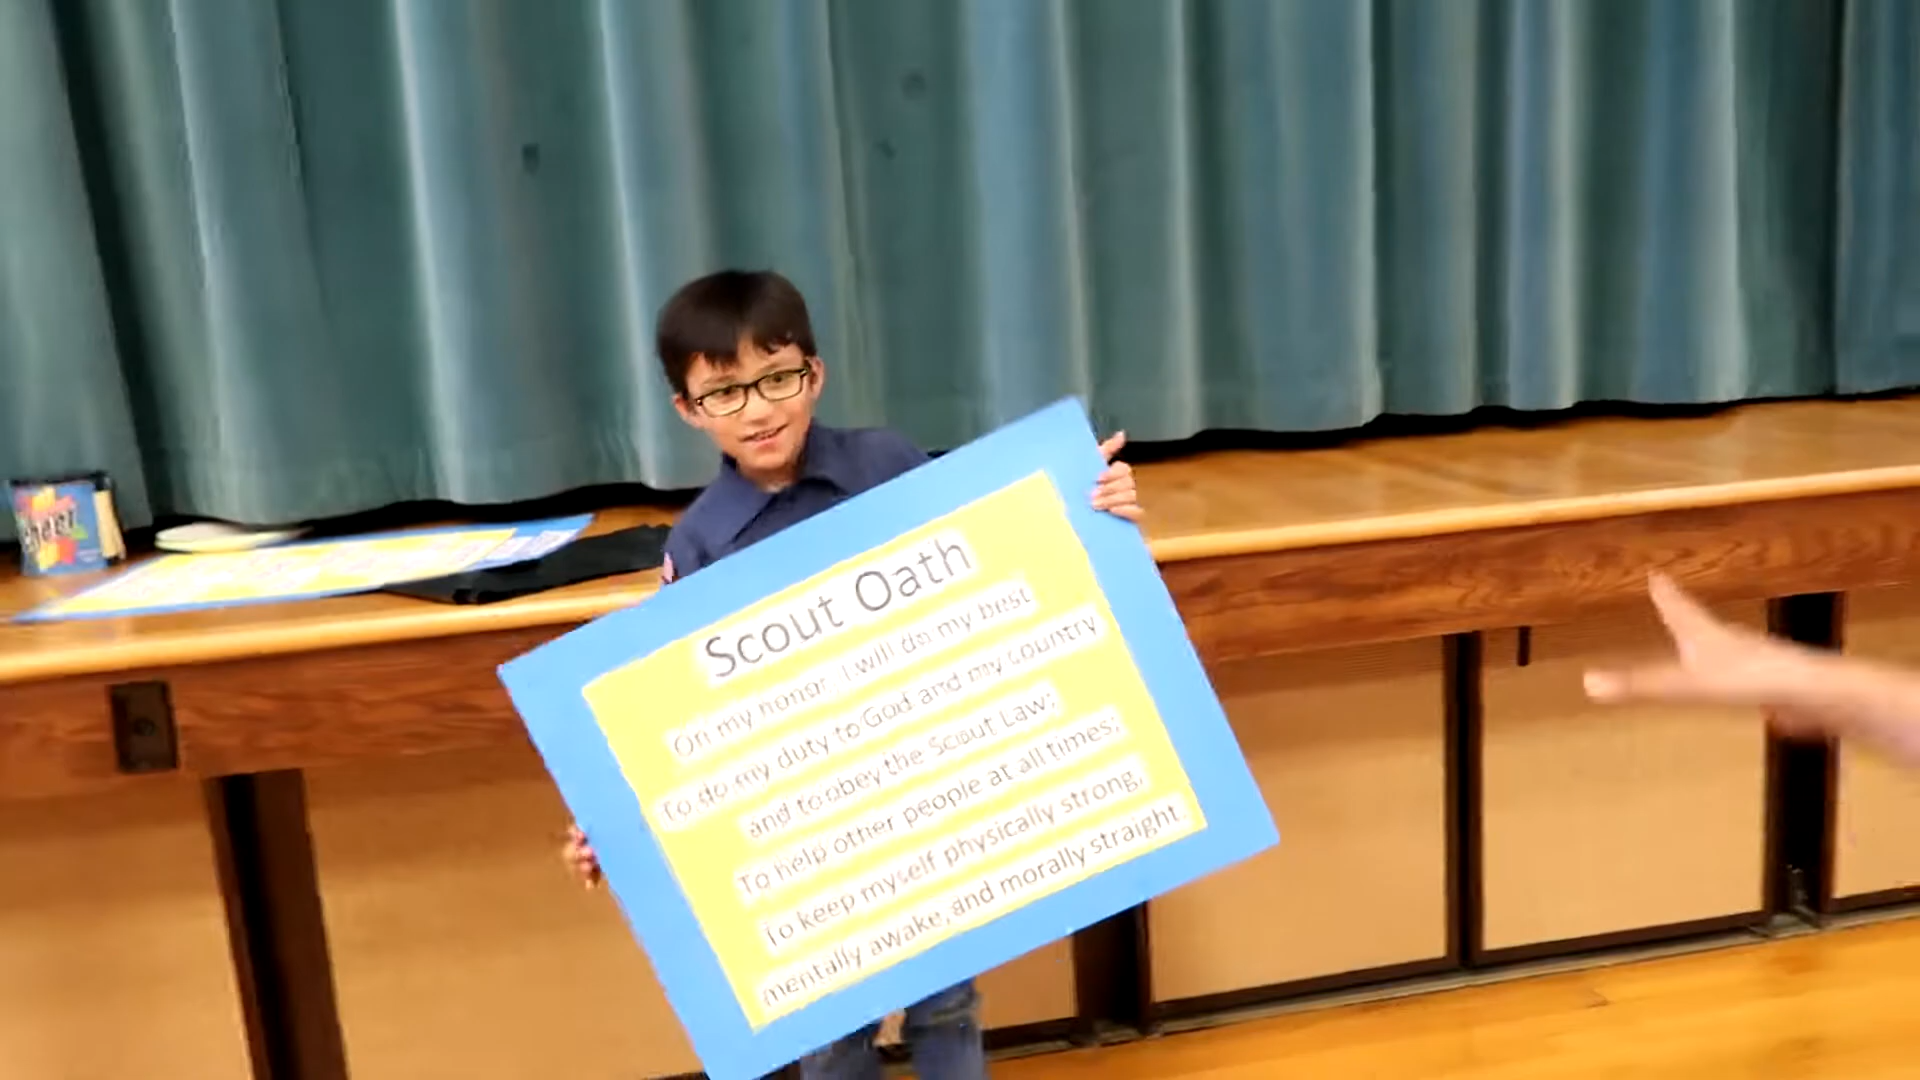 Scout Oath
On my honor, I will do my best
To do my duty to God and my country
and to obey the Scout Law;
To help other people at all times;
To keep myself physically strong,
mentally awake, and morally straight.
Cheer